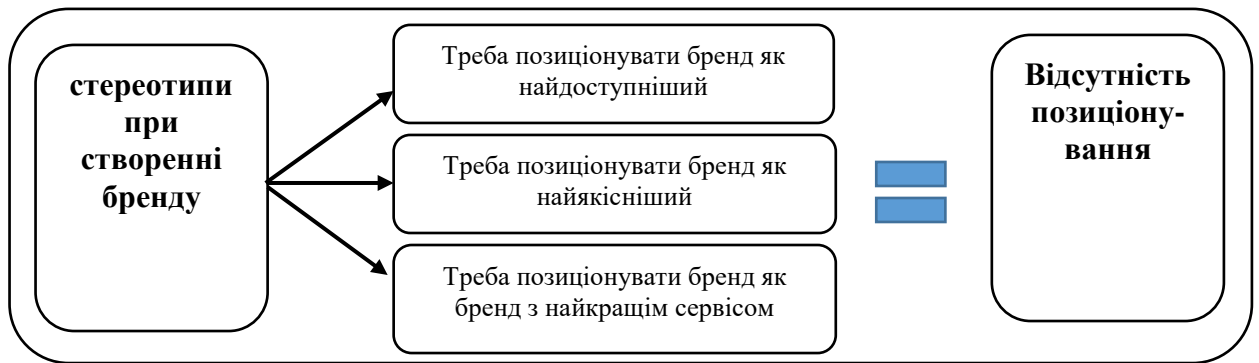 стереотипи
при
створенні
бренду
Треба позиціонувати бренд як
найдоступніший
Треба позиціонувати бренд як
найякісніший
Треба позиціонувати бренд як
бренд з найкращім сервісом
Відсутність
позиціону-
вання